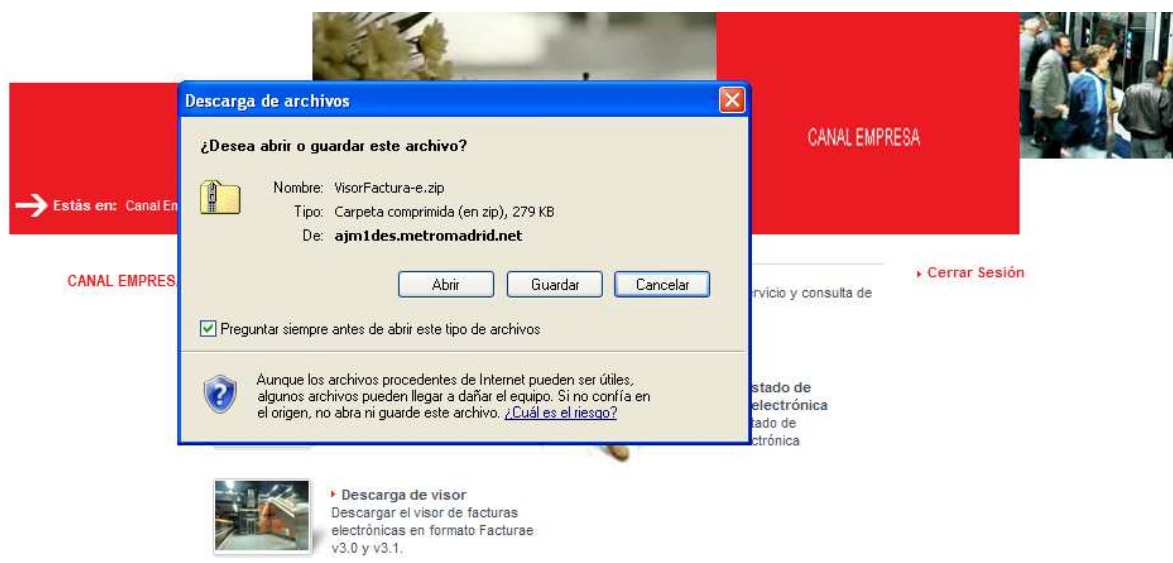 CANAL EMPRESA
Descarga de archivos
¿Desea abrir o guardar este archivo?
Nombre: VisorFactura-e.zip
Tipo: Carpeta comprimida (en zip), 279 KB
De: ajm1des.metromadrid.net
Abrir Guardar Cancelar
Preguntar siempre antes de abrir este tipo de archivos
Aunque los archivos procedentes de Internet pueden ser útiles,
algunos archivos pueden llegar a dañar el equipo. Si no confía en
el origen, no abra ni guarde este archivo. ¿Cuál es el riesgo?
Estás en: Canal En
CANAL EMPRES
Cerrar Sesión
rvicio y consulta de
stado de
electrónica
tado de
ctrónica
Descarga de visor
Descargar el visor de facturas
electrónicas en formato Facturae
v3.0 y v3.1.